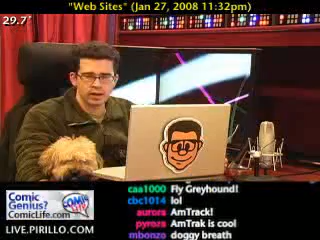 "Web Sites" (Jan 27, 2008 11:32pm)
29.7°
Comic
Genius?
ComicLife.com
LIVE.PIRILLO.COM
caa1000 Fly Greyhound!
cbc1014 lol
aurora AmTrack!
pyroza AmTrak is cool
mbonzo doggy breath